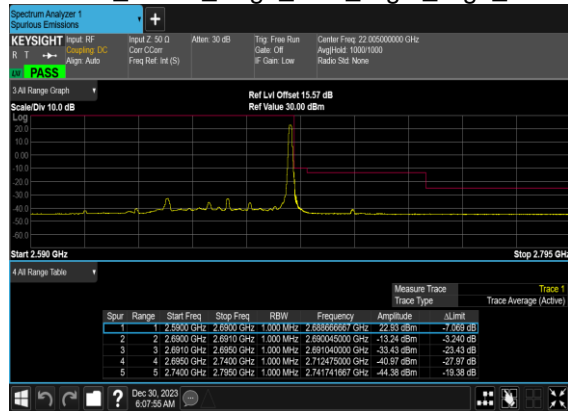 Spectrum Analyzer 1
Spurious Emissions
KEYSIGHT Input: RF Input Z: 50 Ω Atten: 30 dB Trig: Free Run Center Freq: 22.005000000 GHz
R T Coupling: DC Corr CCorr Gate: Off Avg|Hold: 1000/1000
Align: Auto Freq Ref: Int (S) IF Gain: Low Radio Std: None
PASS
3 All Range Graph
Ref Lvl Offset 15.57 dB
Scale/Div 10.0 dB Ref Value 30.00 dBm
Log
20.0
10.0
0.00
-10.0
-20.0
-30.0
-40.0
-50.0
-60.0
Start 2.590 GHz Stop 2.795 GHz
4 All Range Table
Measure Trace Trace 1
Trace Type Trace Average (Active)
Spur Range Start Freq Stop Freq RBW Frequency Amplitude ΔLimit
1 1 2.5900 GHz 2.6900 GHz 1.000 MHz 2.688666667 GHz 22.93 dBm -7.069 dB
2 2 2.6900 GHz 2.6910 GHz 1.000 MHz 2.690045000 GHz -13.24 dBm -3.240 dB
3 3 2.6910 GHz 2.6950 GHz 1.000 MHz 2.691040000 GHz -33.43 dBm -23.43 dB
4 4 2.6950 GHz 2.7400 GHz 1.000 MHz 2.712475000 GHz -40.97 dBm -27.97 dB
5 5 2.7400 GHz 2.7950 GHz 1.000 MHz 2.741741667 GHz -44.38 dBm -19.38 dB
Dec 30, 2023
6:07:55 AM